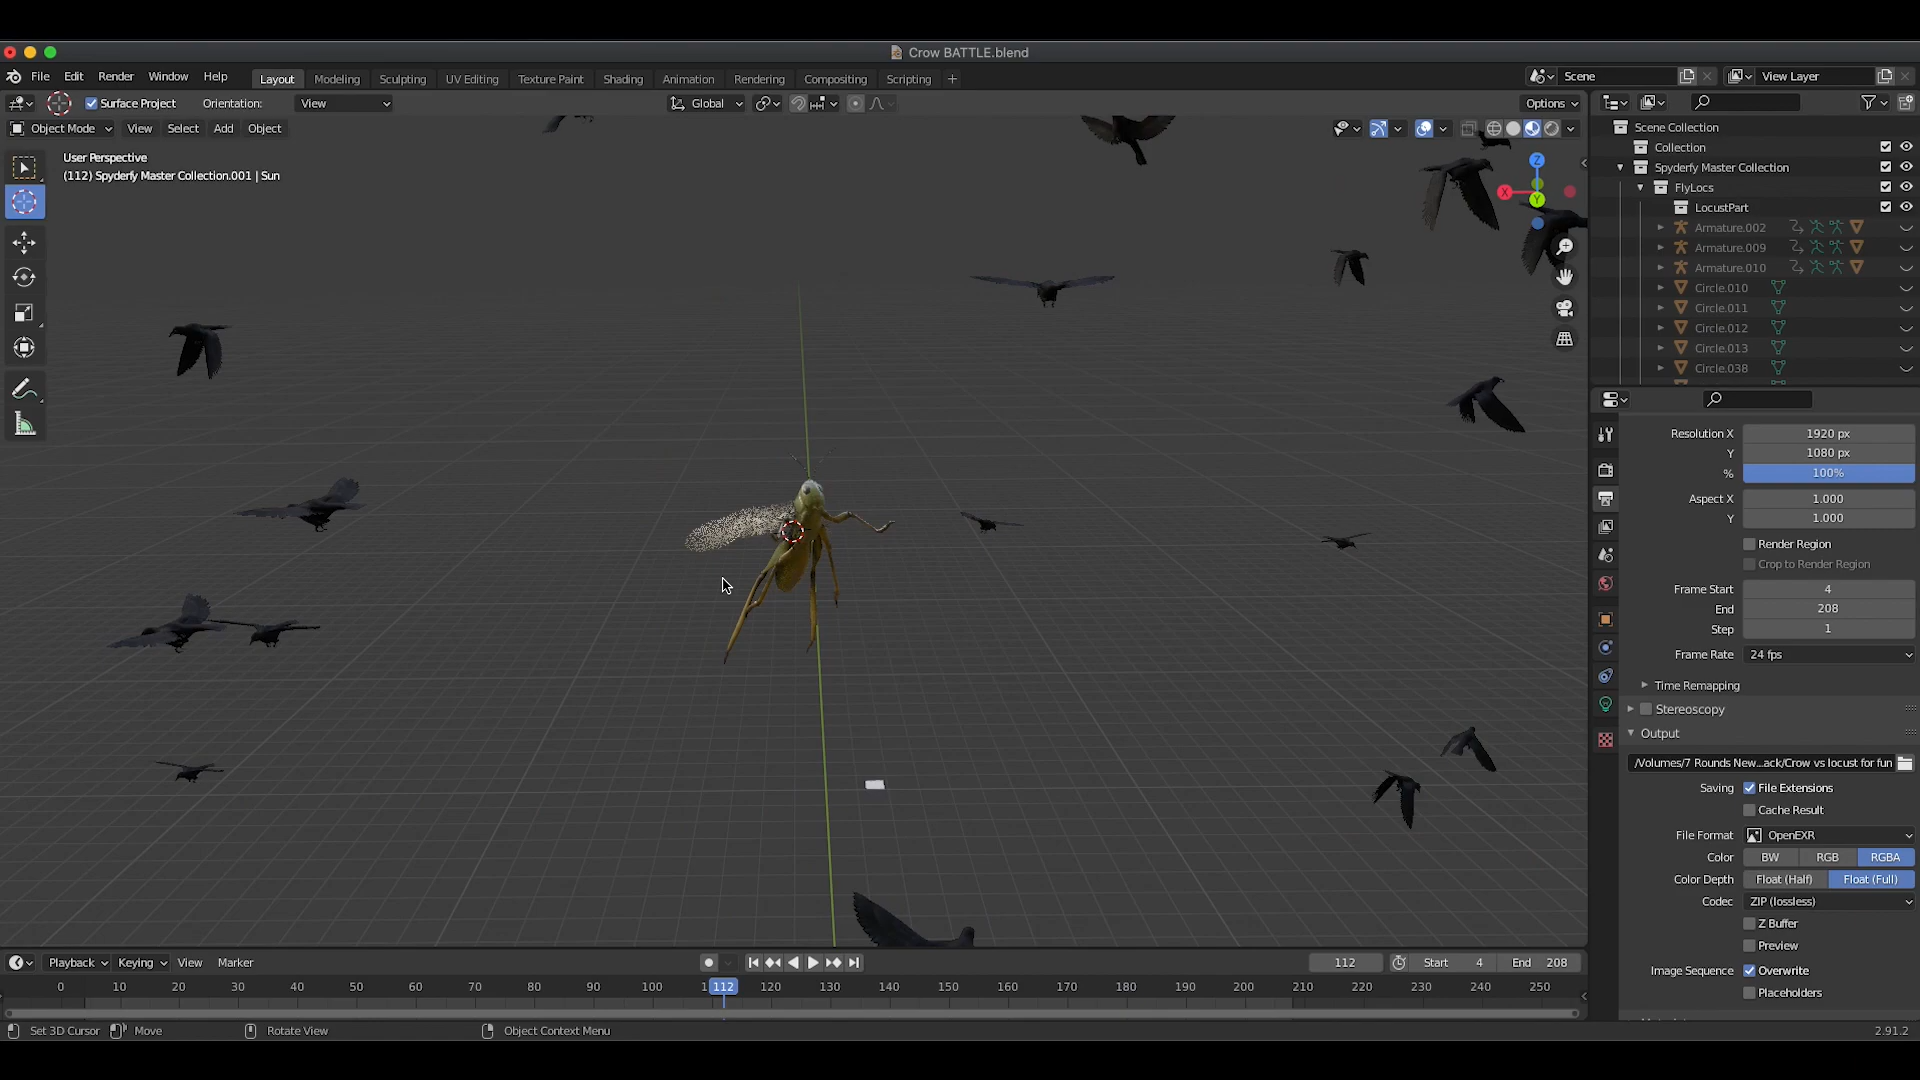 Crow BATTLE.blend
File Edit Render Window Help Layout Modeling Sculpting UV Editing Texture Paint Shading Animation Rendering Compositing Scripting + Scene View Layer
Surface Project Orientation: View Global Options
Object Mode View Select Add Object
User Perspective
(112) Spyderfy Master Collection.001 | Sun
Z
X
Y
Scene Collection
Collection
Spyderfy Master Collection
FlyLocs
LocustPart
Armature.002
Armature.009
Armature.010
Circle.010
Circle.011
Circle.012
Circle.013
Circle.038
Resolution X 1920 px
Y 1080 px
% 100%
Aspect X 1.000
Y 1.000
Render Region
Crop to Render Region
Frame Start 4
End 208
Step 1
Frame Rate 24 fps
Time Remapping
Stereoscopy
Output
/Volumes/7 Rounds New...ack/Crow vs locust for fun
Saving File Extensions
Cache Result
File Format OpenEXR
Color BW RGB RGBA
Color Depth Float (Half) Float (Full)
Codec ZIP (lossless)
Z Buffer
Preview
Image Sequence Overwrite
Placeholders
Playback Keying View Marker 112 Start 4 End 208
0 10 20 30 40 50 60 70 80 90 100 112 120 130 140 150 160 170 180 190 200 210 220 230 240 250
Set 3D Cursor Move Rotate View Object Context Menu 2.91.2